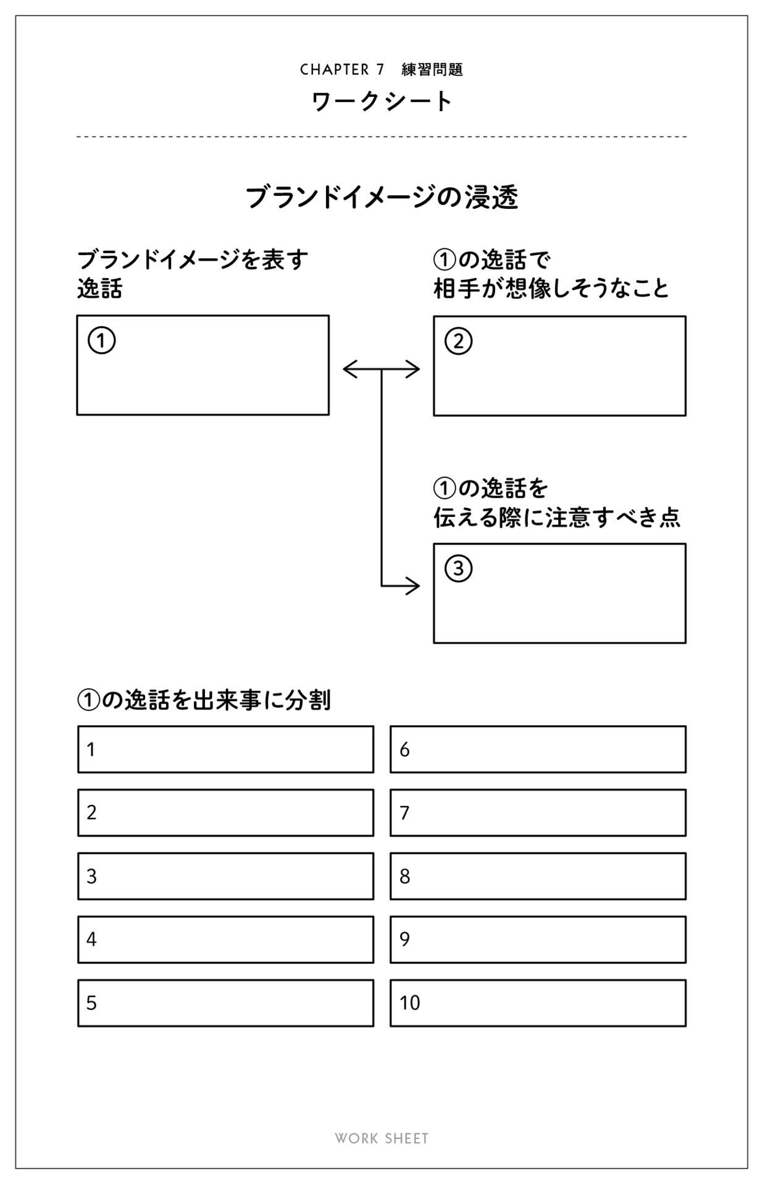 CHAPTER 7 練習問題
ワークシート
ブランドイメージの浸透
ブランドイメージを表す
逸話
①
①の逸話で
相手が想像しそうなこと
②
①の逸話を
伝える際に注意すべき点
③
①の逸話を出来事に分割
1
2
3
4
5
6
7
8
9
10
WORK SHEET